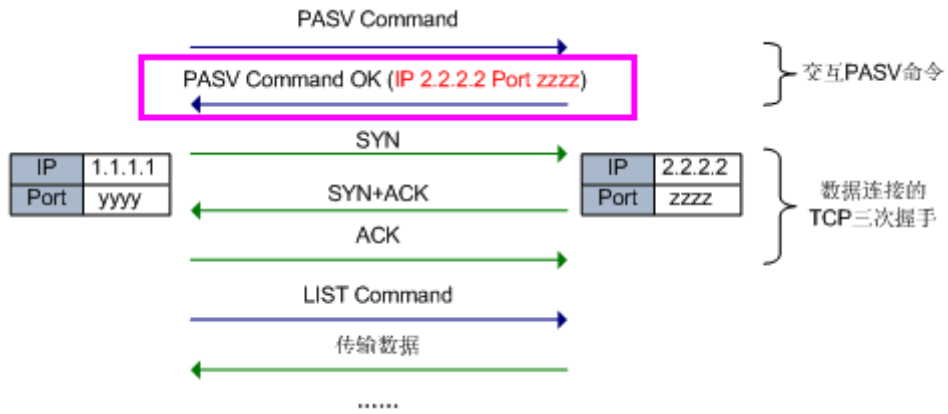 PASV Command
PASV Command OK (IP 2.2.2.2 Port zzzz)
交互PASV命令
SYN
IP 1.1.1.1
Port yyyy
IP 2.2.2.2
Port zzzz
SYN+ACK
数据连接的
TCP三次握手
ACK
LIST Command
传输数据
......